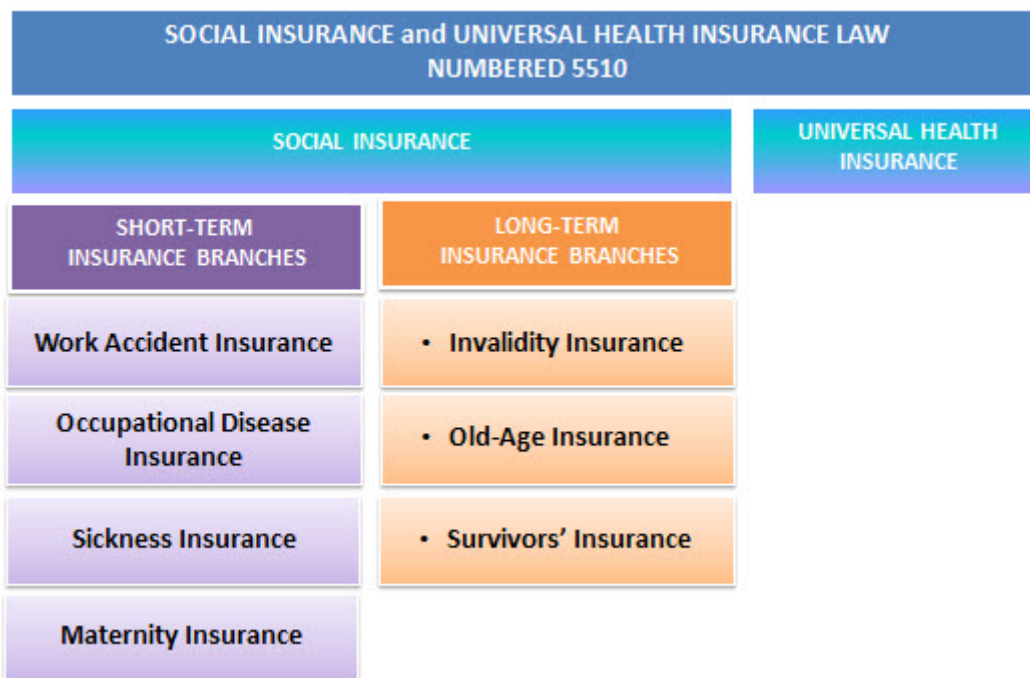 SOCIAL INSURANCE and UNIVERSAL HEALTH INSURANCE LAW
NUMBERED 5510
SOCIAL INSURANCE
UNIVERSAL HEALTH
INSURANCE
SHORT-TERM
INSURANCE BRANCHES
LONG-TERM
INSURANCE BRANCHES
Work Accident Insurance
• Invalidity Insurance
Occupational Disease
Insurance
• Old-Age Insurance
Sickness Insurance
• Survivors’ Insurance
Maternity Insurance